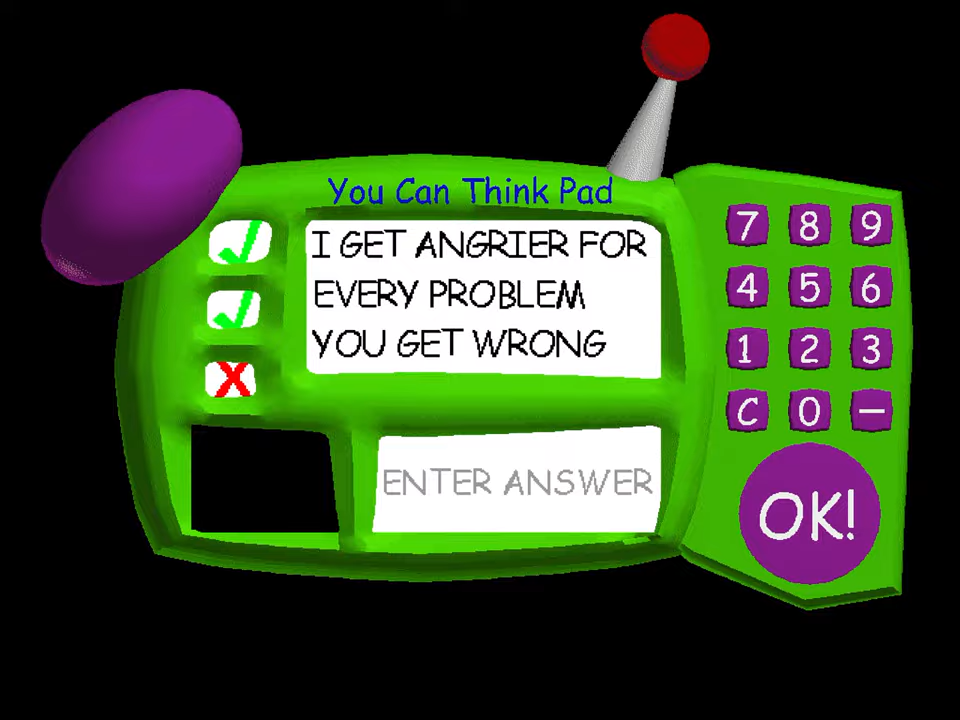 You Can Think Pad
I GET ANGRIER FOR
EVERY PROBLEM
YOU GET WRONG
ENTER ANSWER
7 8 9
4 5 6
1 2 3
C 0 −
OK!